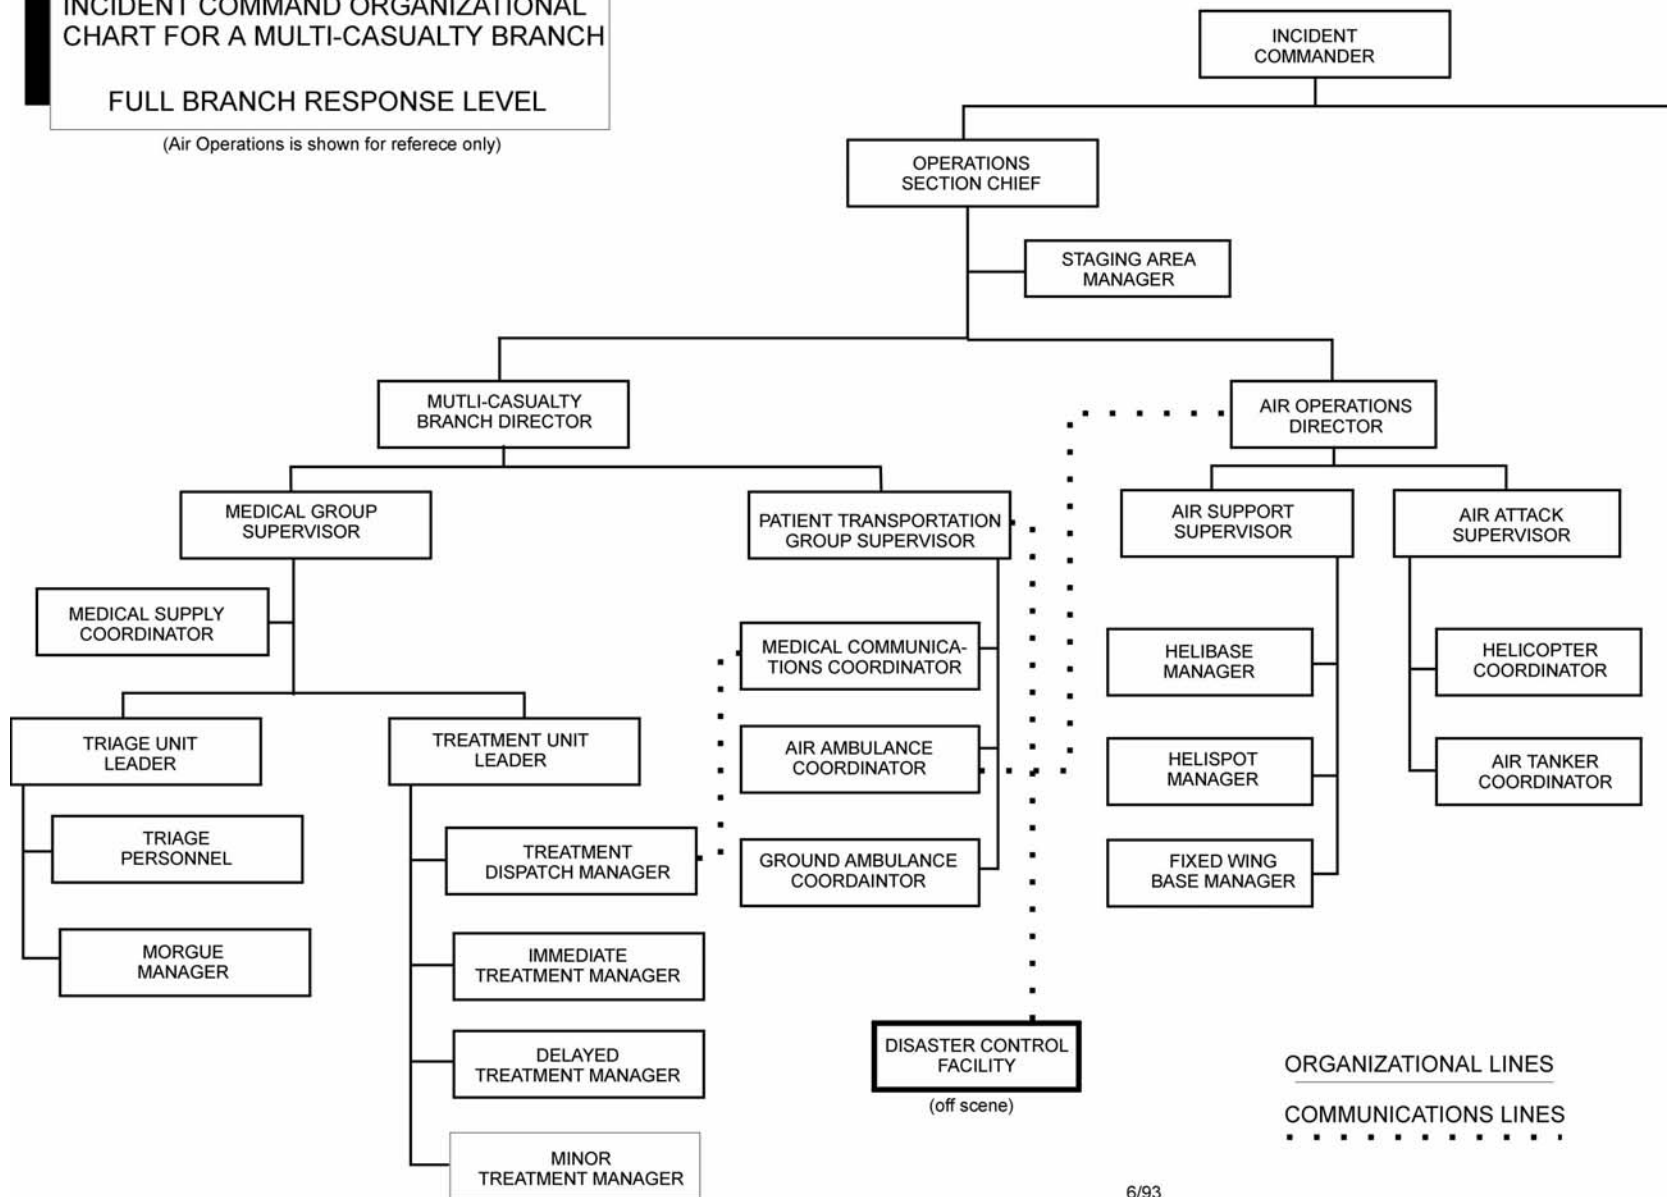 INCIDENT COMMAND ORGANIZATIONAL
CHART FOR A MULTI-CASUALTY BRANCH
FULL BRANCH RESPONSE LEVEL
(Air Operations is shown for referece only)
INCIDENT
COMMANDER
OPERATIONS
SECTION CHIEF
STAGING AREA
MANAGER
MUTLI-CASUALTY
BRANCH DIRECTOR
AIR OPERATIONS
DIRECTOR
MEDICAL GROUP
SUPERVISOR
PATIENT TRANSPORTATION
GROUP SUPERVISOR
AIR SUPPORT
SUPERVISOR
AIR ATTACK
SUPERVISOR
MEDICAL SUPPLY
COORDINATOR
MEDICAL COMMUNICA-
TIONS COORDINATOR
HELIBASE
MANAGER
HELICOPTER
COORDINATOR
TRIAGE UNIT
LEADER
TREATMENT UNIT
LEADER
AIR AMBULANCE
COORDINATOR
HELISPOT
MANAGER
AIR TANKER
COORDINATOR
TRIAGE
PERSONNEL
TREATMENT
DISPATCH MANAGER
GROUND AMBULANCE
COORDAINTOR
FIXED WING
BASE MANAGER
MORGUE
MANAGER
IMMEDIATE
TREATMENT MANAGER
DELAYED
TREATMENT MANAGER
DISASTER CONTROL
FACILITY
(off scene)
ORGANIZATIONAL LINES
COMMUNICATIONS LINES
MINOR
TREATMENT MANAGER
6/93